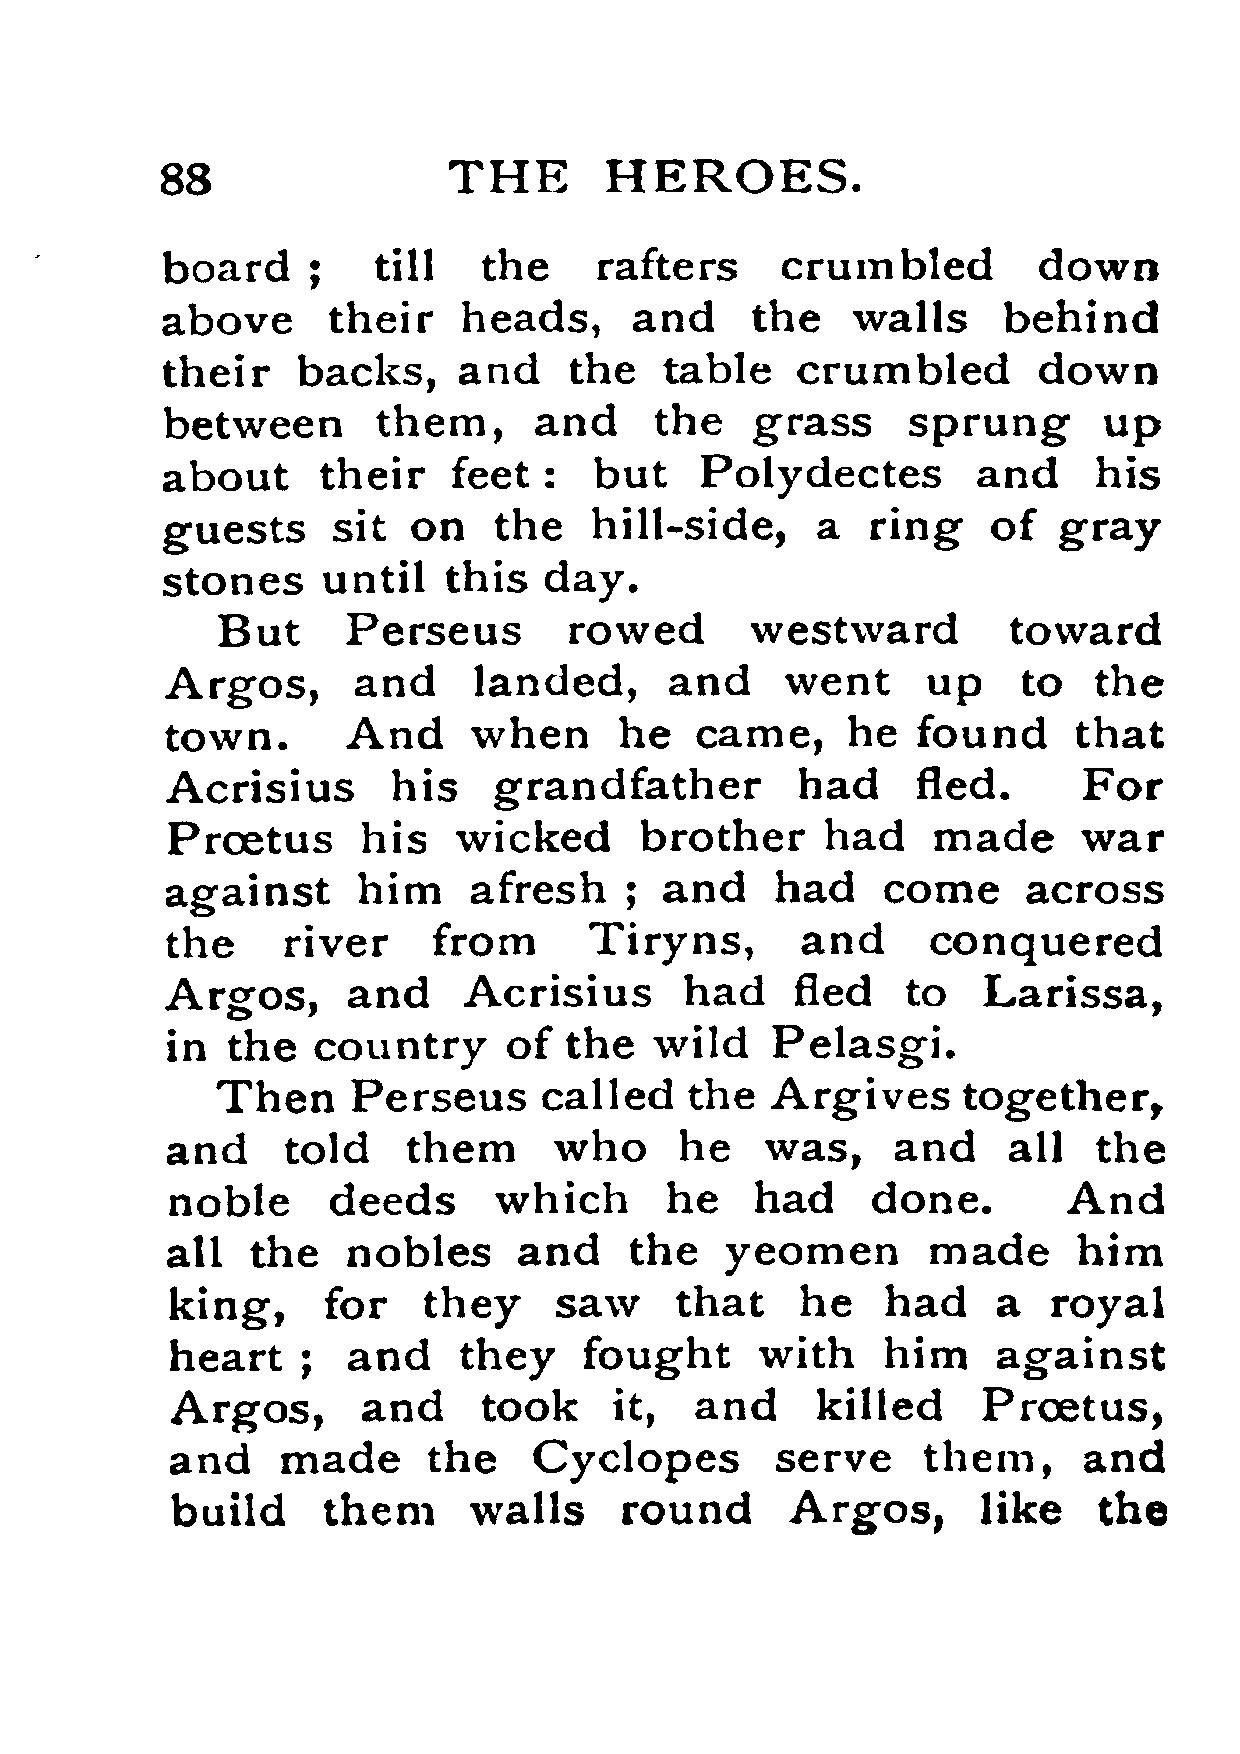 88 THE HEROES.
board ; till the rafters crumbled down
above their heads, and the walls behind
their backs, and the table crumbled down
between them, and the grass sprung up
about their feet : but Polydectes and his
guests sit on the hill-side, a ring of gray
stones until this day.
But Perseus rowed westward toward
Argos, and landed, and went up to the
town. And when he came, he found that
Acrisius his grandfather had fled. For
Prœtus his wicked brother had made war
against him afresh ; and had come across
the river from Tiryns, and conquered
Argos, and Acrisius had fled to Larissa,
in the country of the wild Pelasgi.
Then Perseus called the Argives together,
and told them who he was, and all the
noble deeds which he had done. And
all the nobles and the yeomen made him
king, for they saw that he had a royal
heart ; and they fought with him against
Argos, and took it, and killed Prœtus,
and made the Cyclopes serve them, and
build them walls round Argos, like the